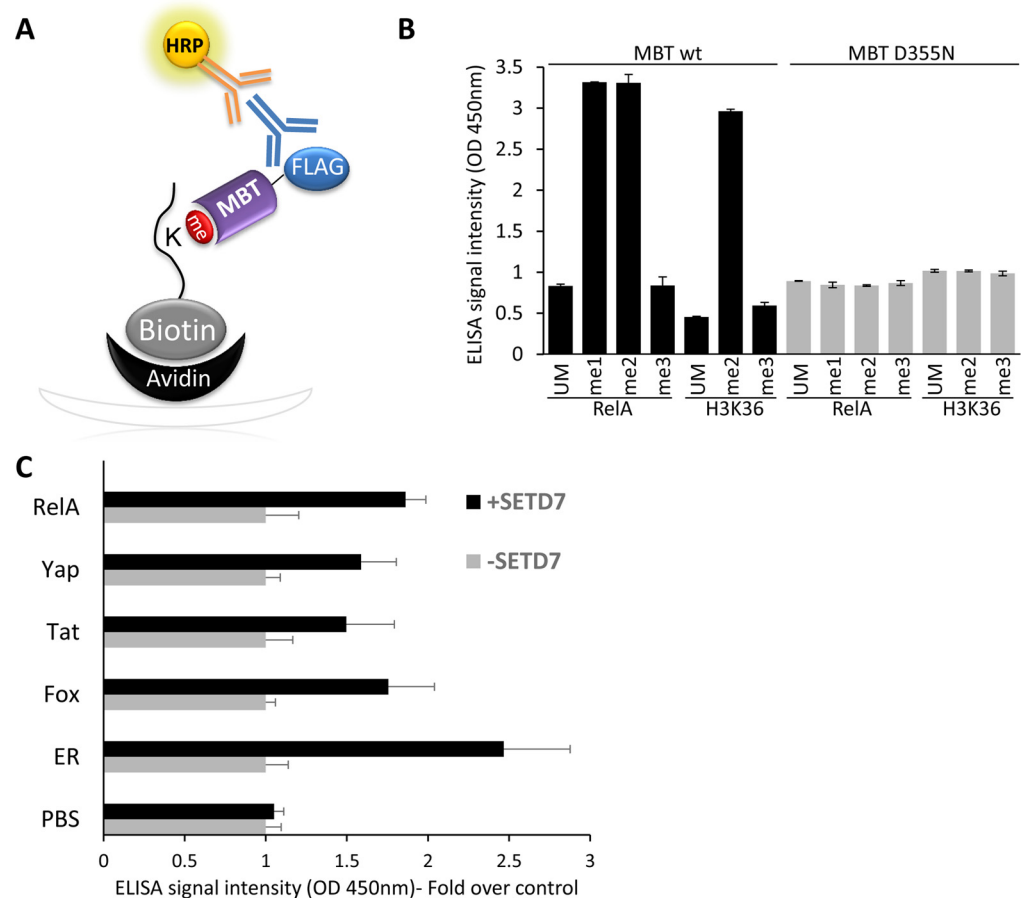 A
HRP
FLAG
MBT
me
K
Biotin
Avidin
B
MBT wt
MBT D355N
ELISA signal intensity (OD 450nm)
3.5
3
2.5
2
1.5
1
0.5
0
UM
me1
me2
me3
UM
me2
me3
UM
me1
me2
me3
UM
me2
me3
RelA
H3K36
RelA
H3K36
C
RelA
Yap
Tat
Fox
ER
PBS
+SETD7
-SETD7
0 0.5 1 1.5 2 2.5 3
ELISA signal intensity (OD 450nm)- Fold over control